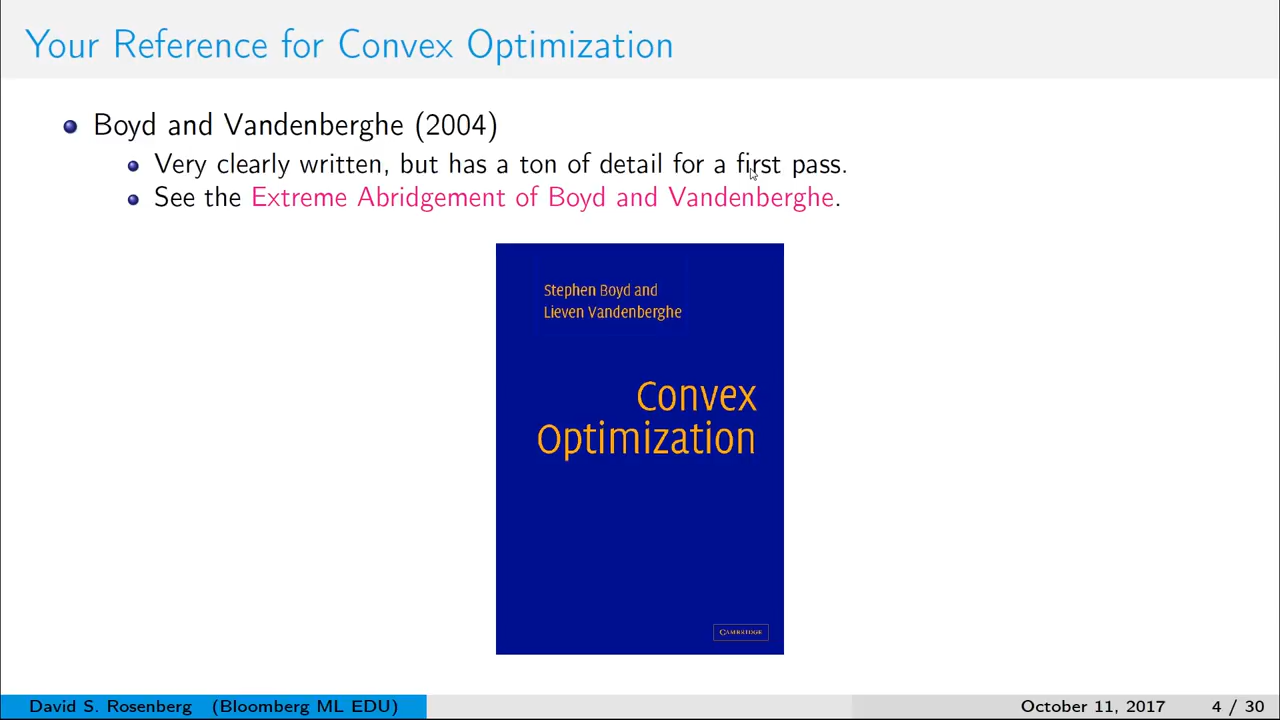 Your Reference for Convex Optimization
Boyd and Vandenberghe (2004)
Very clearly written, but has a ton of detail for a first pass.
See the Extreme Abridgement of Boyd and Vandenberghe.
Stephen Boyd and
Lieven Vandenberghe
Convex
Optimization
CAMBRIDGE
David S. Rosenberg (Bloomberg ML EDU) October 11, 2017 4 / 30